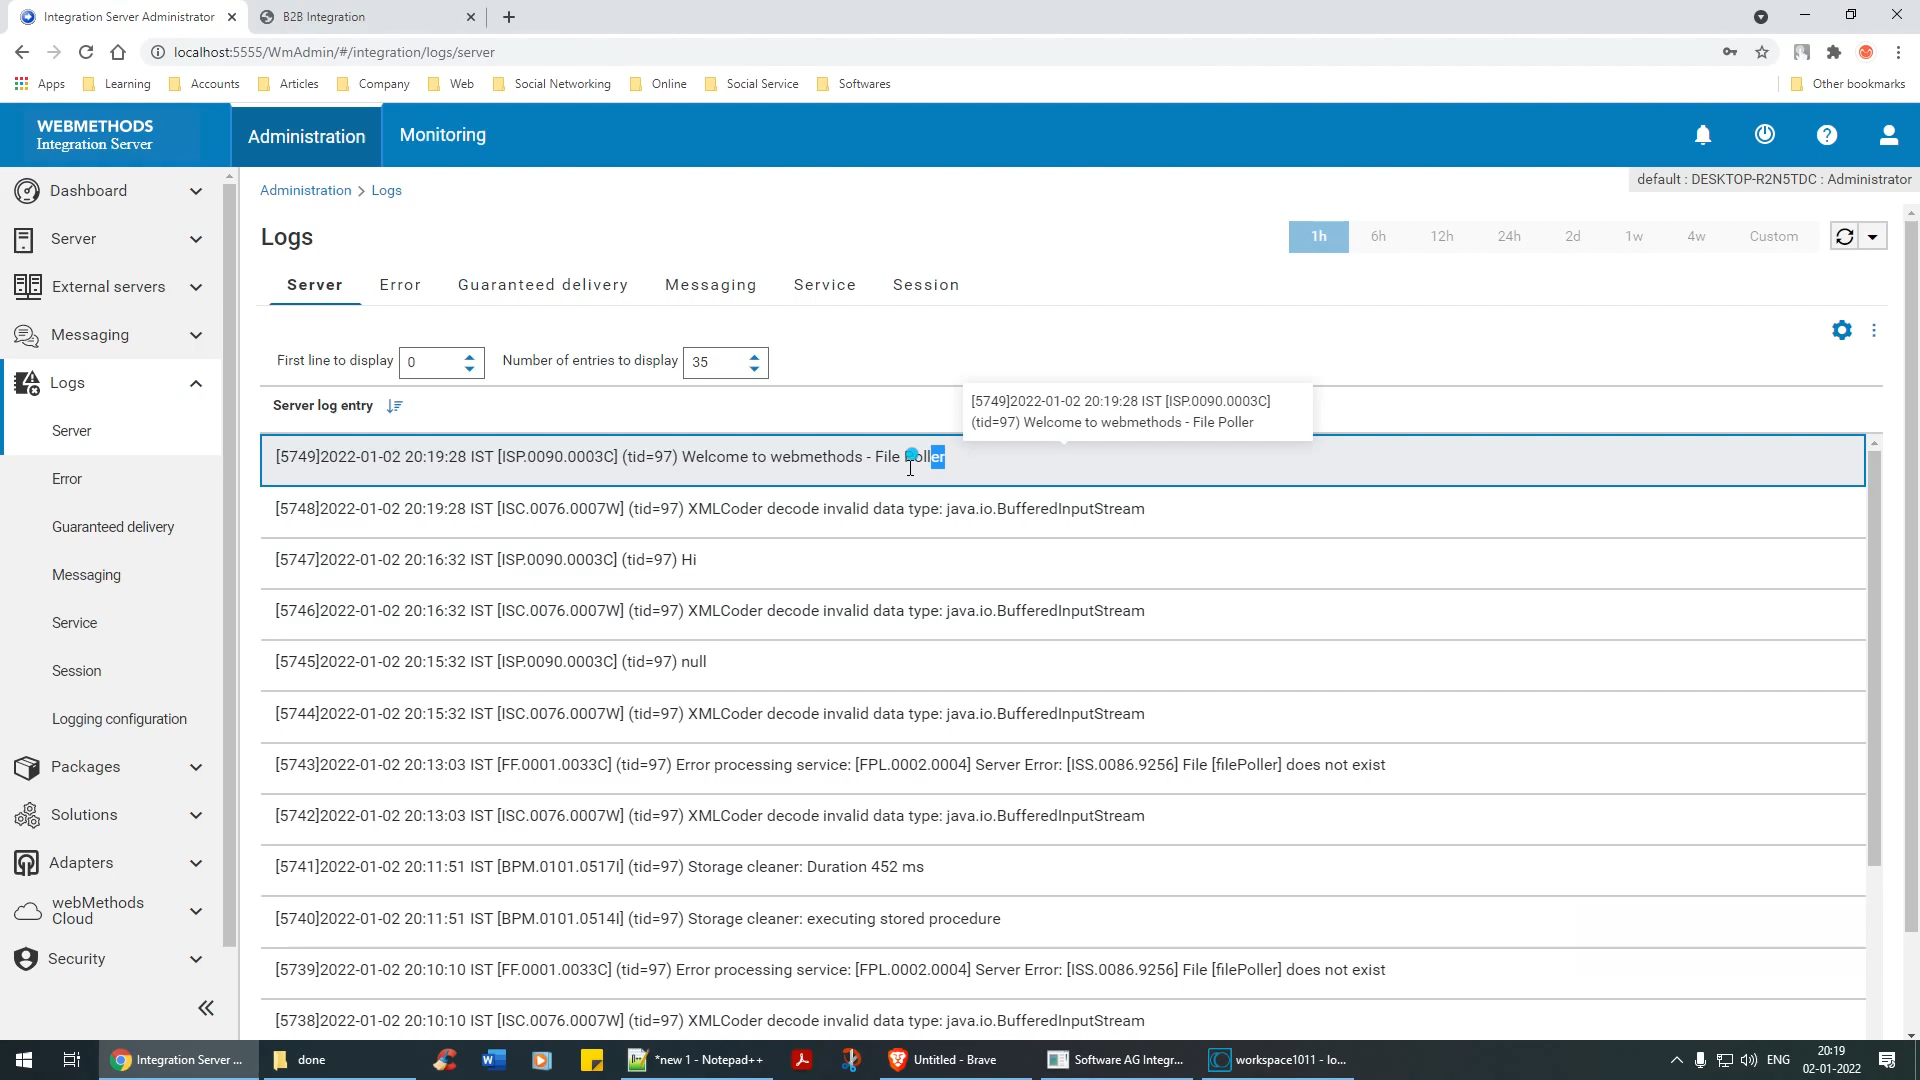 Integration Server Administrator
B2B Integration
localhost:5555/WmAdmin/#/integration/logs/server
Apps
Learning
Accounts
Articles
Company
Web
Social Networking
Online
Social Service
Softwares
Other bookmarks
WEBMETHODS
Integration Server
Administration
Monitoring
default : DESKTOP-R2N5TDC : Administrator
Dashboard
Server
External servers
Messaging
Logs
Server
Error
Guaranteed delivery
Messaging
Service
Session
Logging configuration
Packages
Solutions
Adapters
webMethods
Cloud
Security
Administration > Logs
Logs
1h 6h 12h 24h 2d 1w 4w Custom
Server Error Guaranteed delivery Messaging Service Session
First line to display 0 Number of entries to display 35
Server log entry
[5749]2022-01-02 20:19:28 IST [ISP.0090.0003C]
(tid=97) Welcome to webmethods - File Poller
[5749]2022-01-02 20:19:28 IST [ISP.0090.0003C] (tid=97) Welcome to webmethods - File Poller
[5748]2022-01-02 20:19:28 IST [ISC.0076.0007W] (tid=97) XMLCoder decode invalid data type: java.io.BufferedInputStream
[5747]2022-01-02 20:16:32 IST [ISP.0090.0003C] (tid=97) Hi
[5746]2022-01-02 20:16:32 IST [ISC.0076.0007W] (tid=97) XMLCoder decode invalid data type: java.io.BufferedInputStream
[5745]2022-01-02 20:15:32 IST [ISP.0090.0003C] (tid=97) null
[5744]2022-01-02 20:15:32 IST [ISC.0076.0007W] (tid=97) XMLCoder decode invalid data type: java.io.BufferedInputStream
[5743]2022-01-02 20:13:03 IST [FF.0001.0033C] (tid=97) Error processing service: [FPL.0002.0004] Server Error: [ISS.0086.9256] File [filePoller] does not exist
[5742]2022-01-02 20:13:03 IST [ISC.0076.0007W] (tid=97) XMLCoder decode invalid data type: java.io.BufferedInputStream
[5741]2022-01-02 20:11:51 IST [BPM.0101.0517I] (tid=97) Storage cleaner: Duration 452 ms
[5740]2022-01-02 20:11:51 IST [BPM.0101.0514I] (tid=97) Storage cleaner: executing stored procedure
[5739]2022-01-02 20:10:10 IST [FF.0001.0033C] (tid=97) Error processing service: [FPL.0002.0004] Server Error: [ISS.0086.9256] File [filePoller] does not exist
[5738]2022-01-02 20:10:10 IST [ISC.0076.0007W] (tid=97) XMLCoder decode invalid data type: java.io.BufferedInputStream
Integration Server ...
done
*new 1 - Notepad++
Untitled - Brave
Software AG Integr...
workspace1011 - lo...
ENG
20:19
02-01-2022